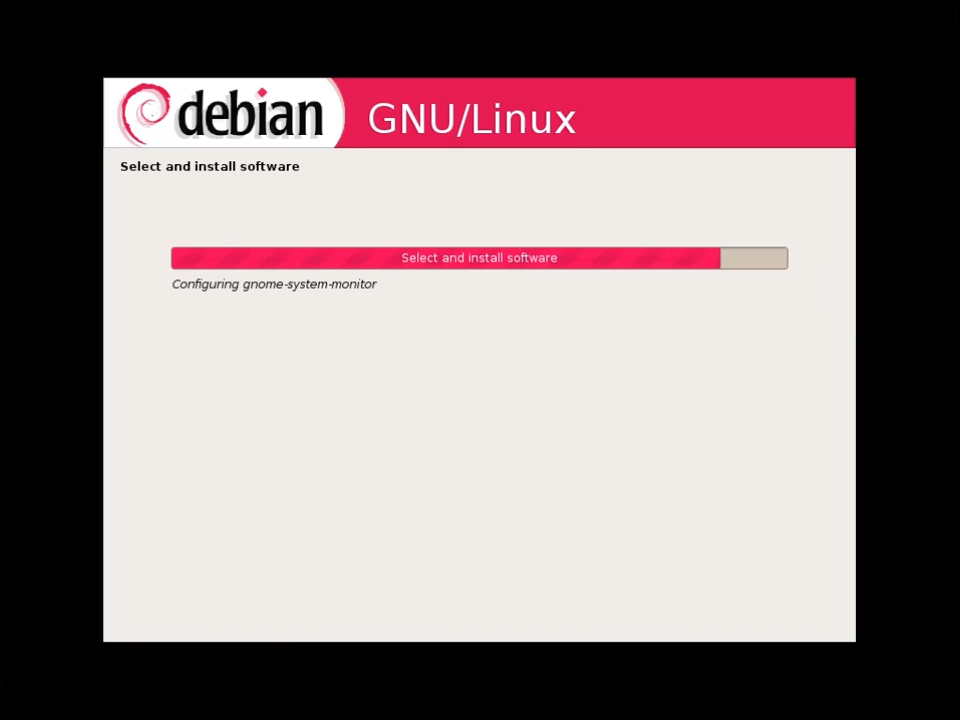 debian GNU/Linux
Select and install software
Select and install software
Configuring gnome-system-monitor